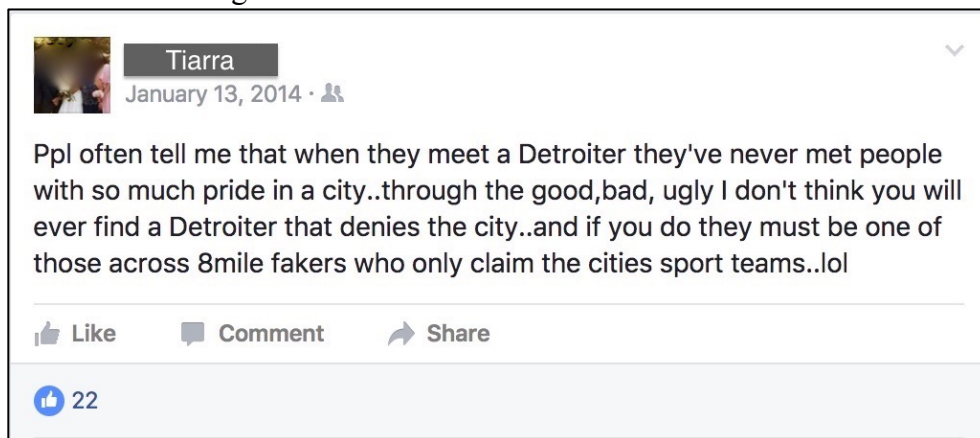 Tiarra
January 13, 2014 ·
Ppl often tell me that when they meet a Detroiter they've never met people
with so much pride in a city..through the good,bad, ugly I don't think you will
ever find a Detroiter that denies the city..and if you do they must be one of
those across 8mile fakers who only claim the cities sport teams..lol
Like Comment Share
22